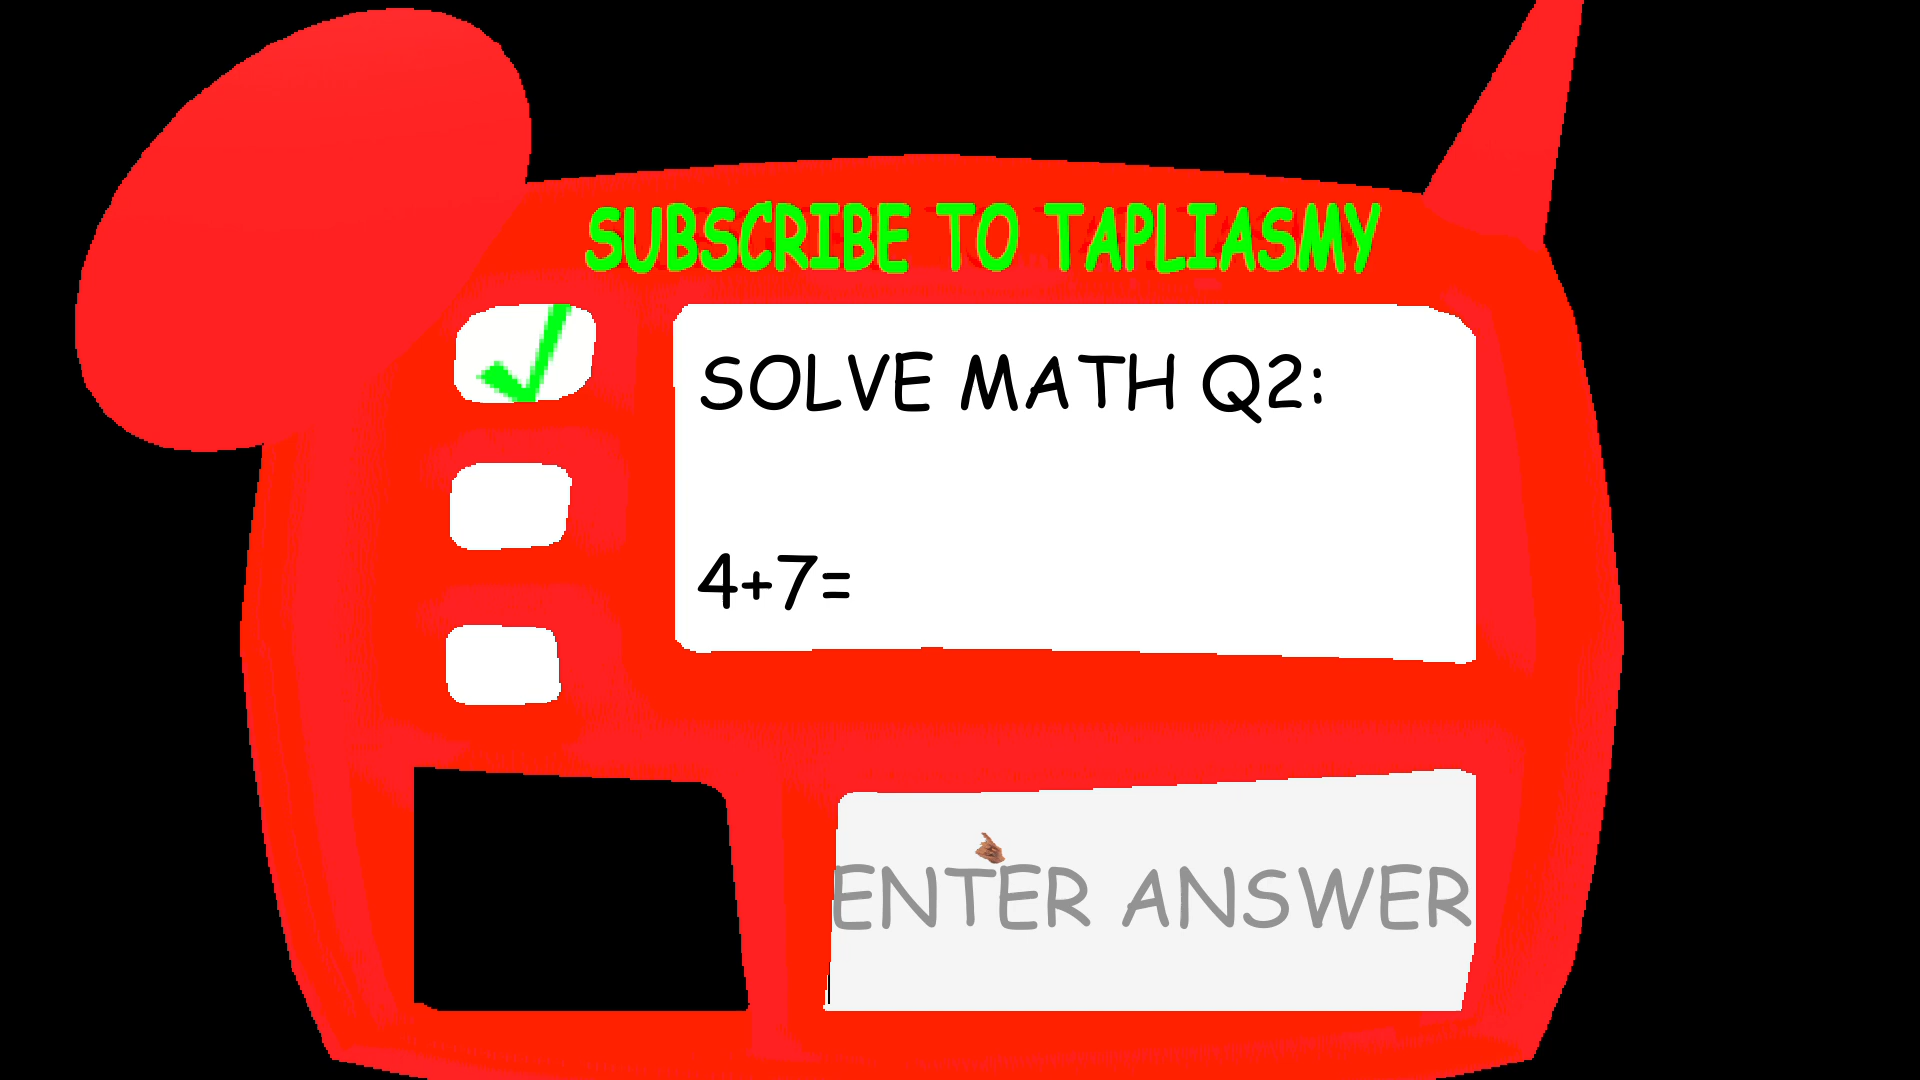 SUBSCRIBE TO TAPLIASMY
SOLVE MATH Q2:
4+7=
ENTER ANSWER